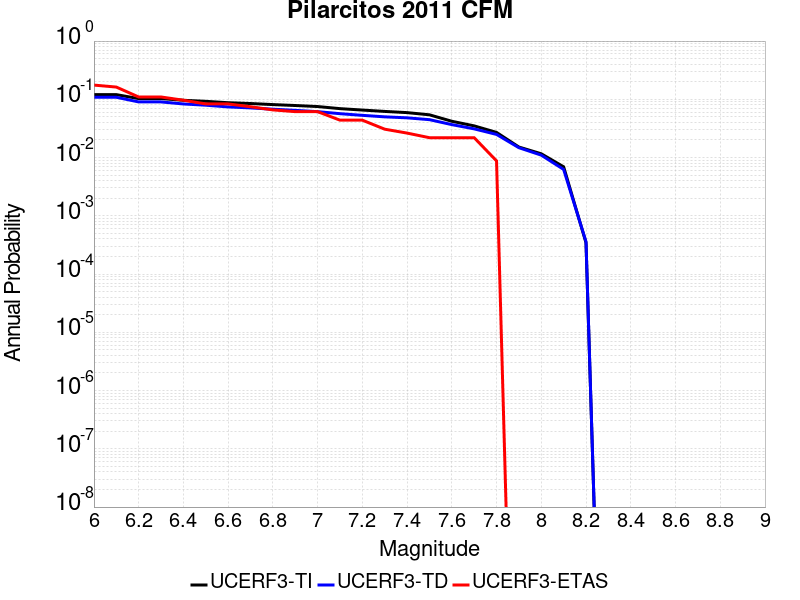 Pilarcitos 2011 CFM
10^0
10^-1
10^-2
10^-3
10^-4
10^-5
10^-6
10^-7
10^-8
Annual Probability
6 6.2 6.4 6.6 6.8 7 7.2 7.4 7.6 7.8 8 8.2 8.4 8.6 8.8 9
Magnitude
UCERF3-TI UCERF3-TD UCERF3-ETAS